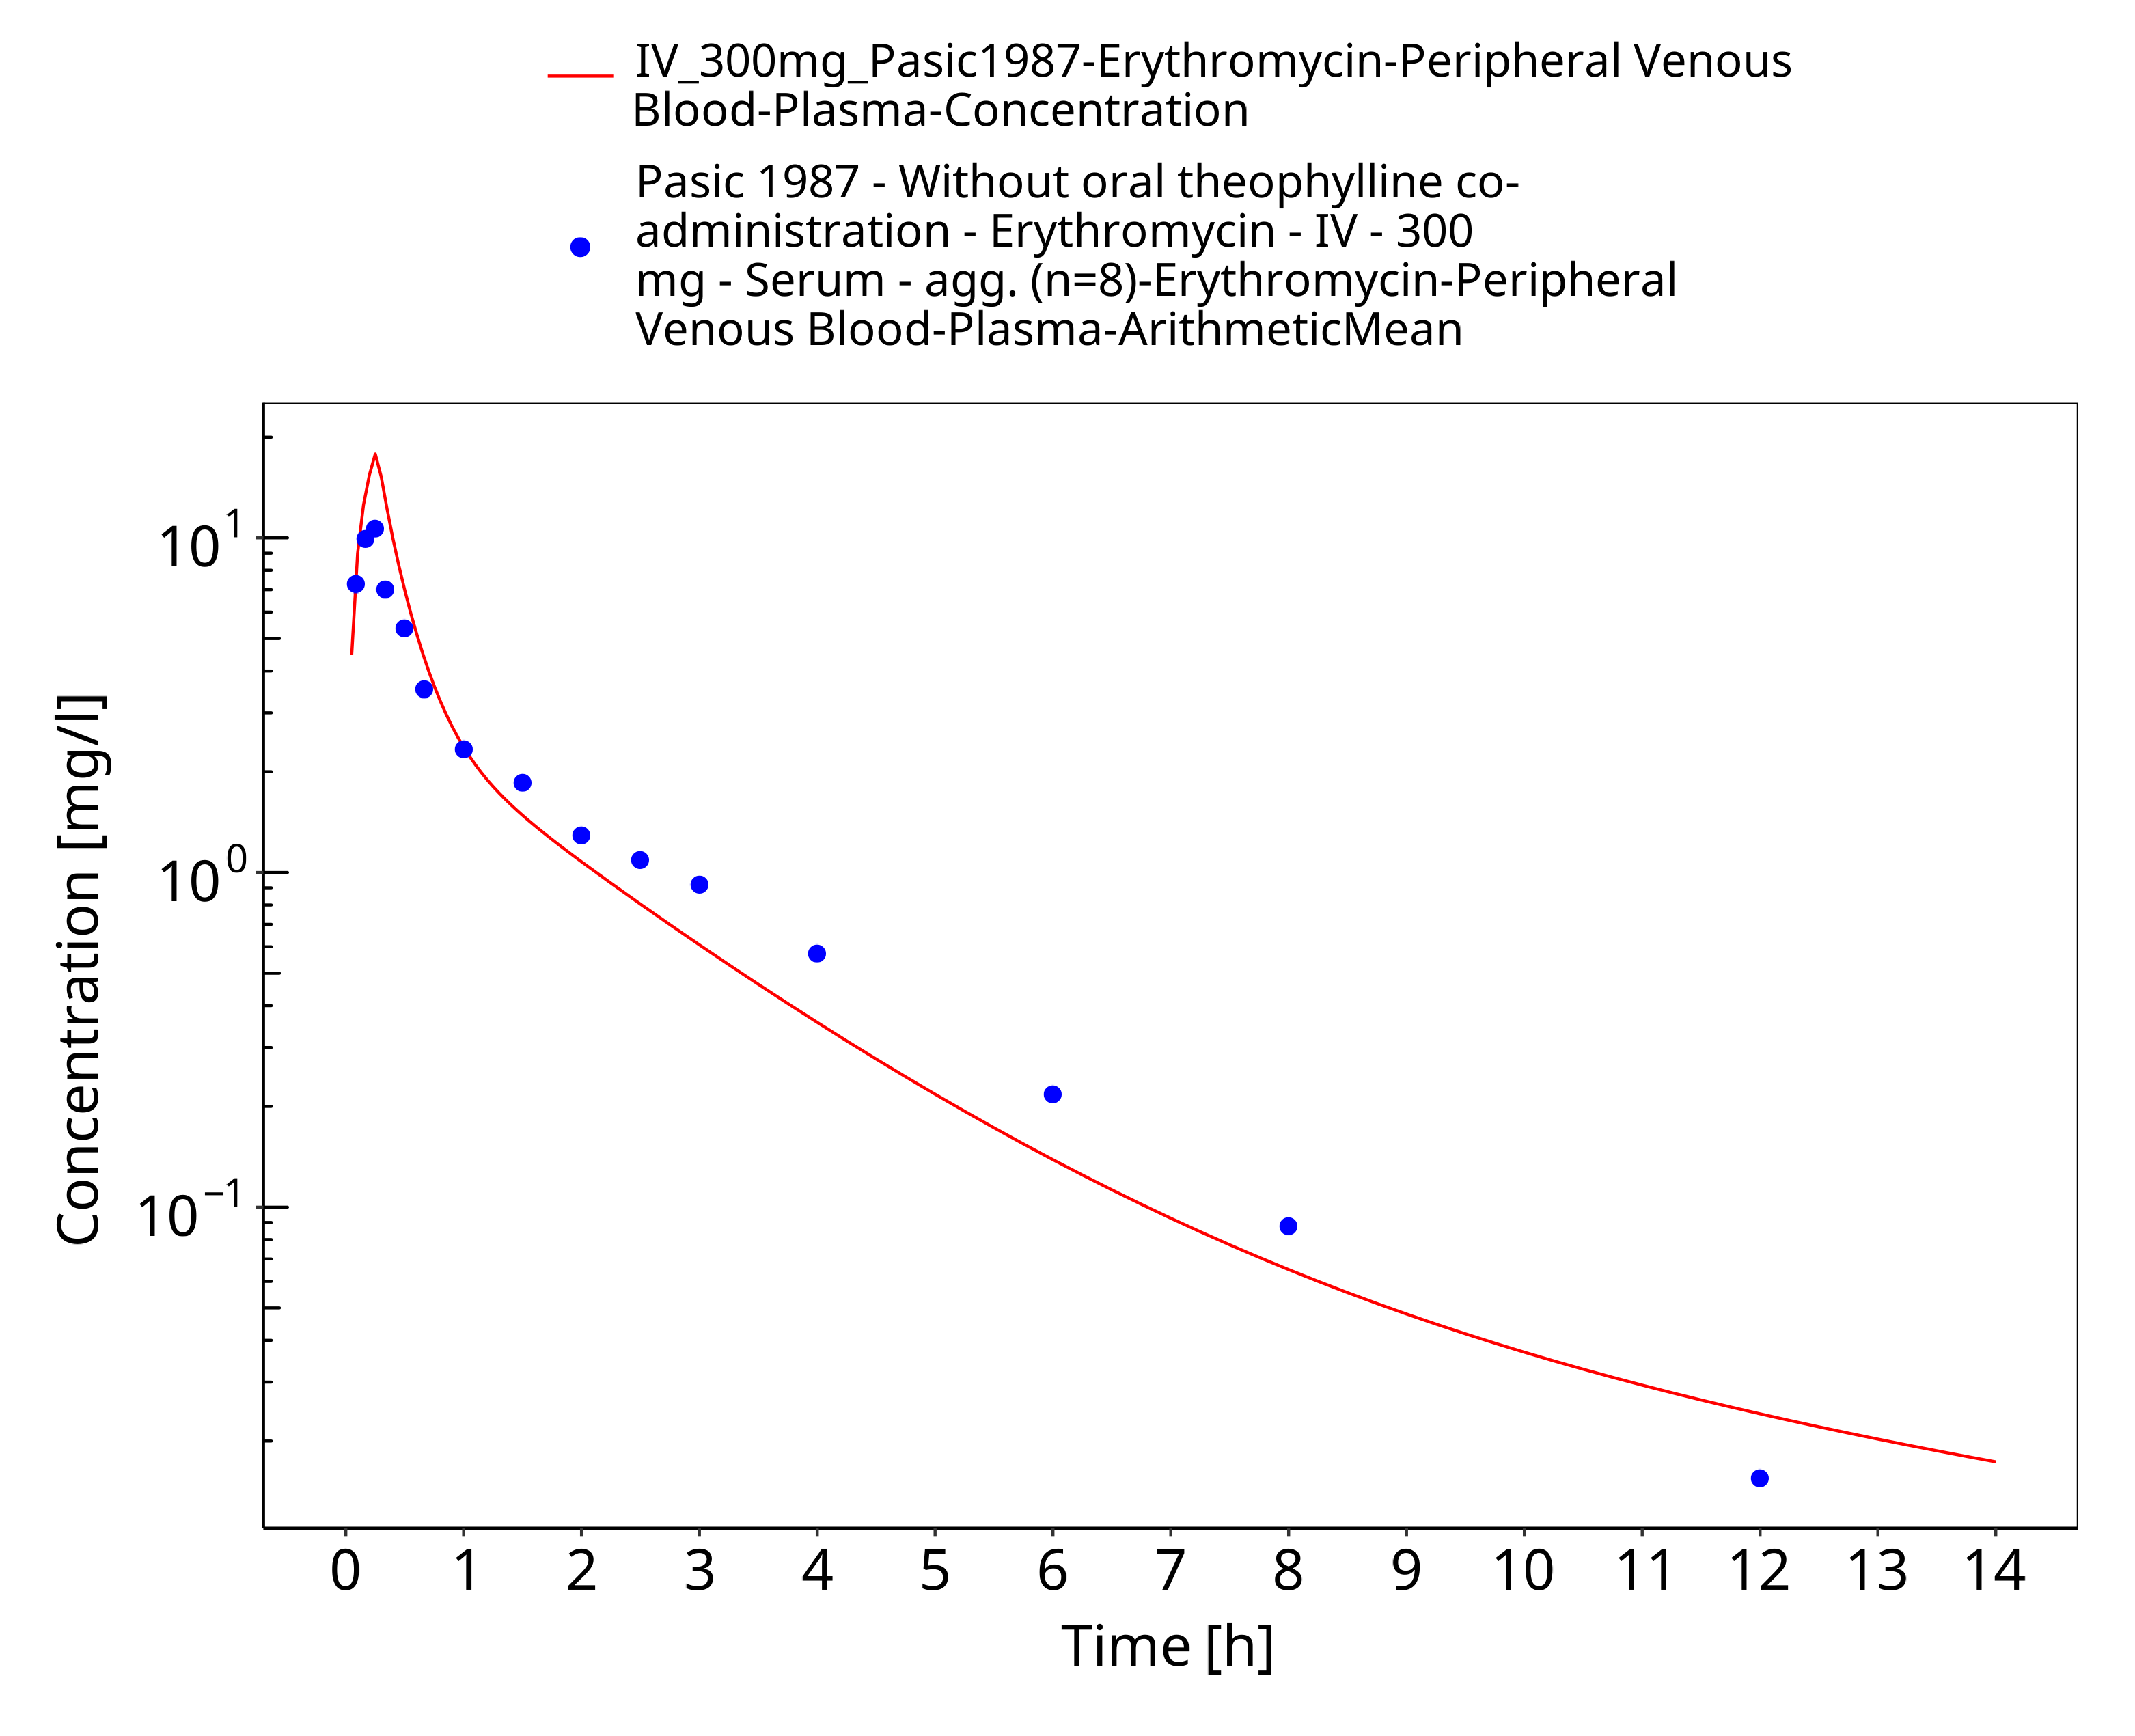 IV_300mg_Pasic1987-Erythromycin-Peripheral Venous
Blood-Plasma-Concentration
Pasic 1987 - Without oral theophylline co-
administration - Erythromycin - IV - 300
mg - Serum - agg. (n=8)-Erythromycin-Peripheral
Venous Blood-Plasma-ArithmeticMean
Concentration [mg/l]
10¹
10⁰
10⁻¹
0 1 2 3 4 5 6 7 8 9 10 11 12 13 14
Time [h]